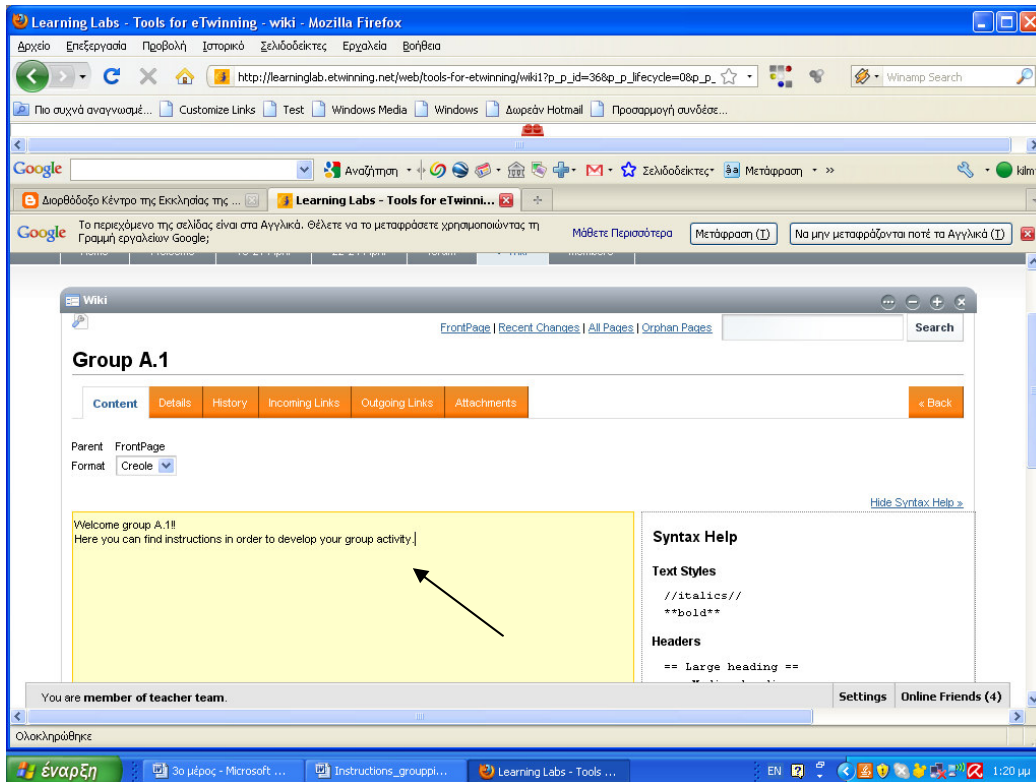 Learning Labs - Tools for eTwinning - wiki - Mozilla Firefox
Αρχείο Επεξεργασία Προβολή Ιστορικό Σελιδοδείκτες Εργαλεία Βοήθεια
http://learninglab.etwinning.net/web/tools-for-etwinning/wiki1?p_p_id=36&p_p_lifecycle=0&p_p_ Winamp Search
Πιο συχνά αναγνωσμέ... Customize Links Test Windows Media Windows Δωρεάν Hotmail Προσαρμογή συνδέσε...
Google Αναζήτηση Σελιδοδείκτες Μετάφραση » kilm
Διορθόδοξο Κέντρο της Εκκλησίας της ... Learning Labs - Tools for eTwinni...
Google Το περιεχόμενο της σελίδας είναι στα Αγγλικά. Θέλετε να το μεταφράσετε χρησιμοποιώντας τη
Γραμμή εργαλείων Google;
Μάθετε Περισσότερα Μετάφραση (T) Να μην μεταφράζονται ποτέ τα Αγγλικά (T)
Wiki
FrontPage | Recent Changes | All Pages | Orphan Pages Search
Group A.1
Content Details History Incoming Links Outgoing Links Attachments « Back
Parent FrontPage
Format Creole
Hide Syntax Help »
Welcome group A.1!!
Here you can find instructions in order to develop your group activity.
Syntax Help
Text Styles
//italics//
**bold**
Headers
== Large heading ==
You are member of teacher team. Settings Online Friends (4)
Ολοκληρώθηκε
έναρξη 3ο μέρος - Microsoft ... Instructions_grouppi... Learning Labs - Tools ... EN 1:20 μμ